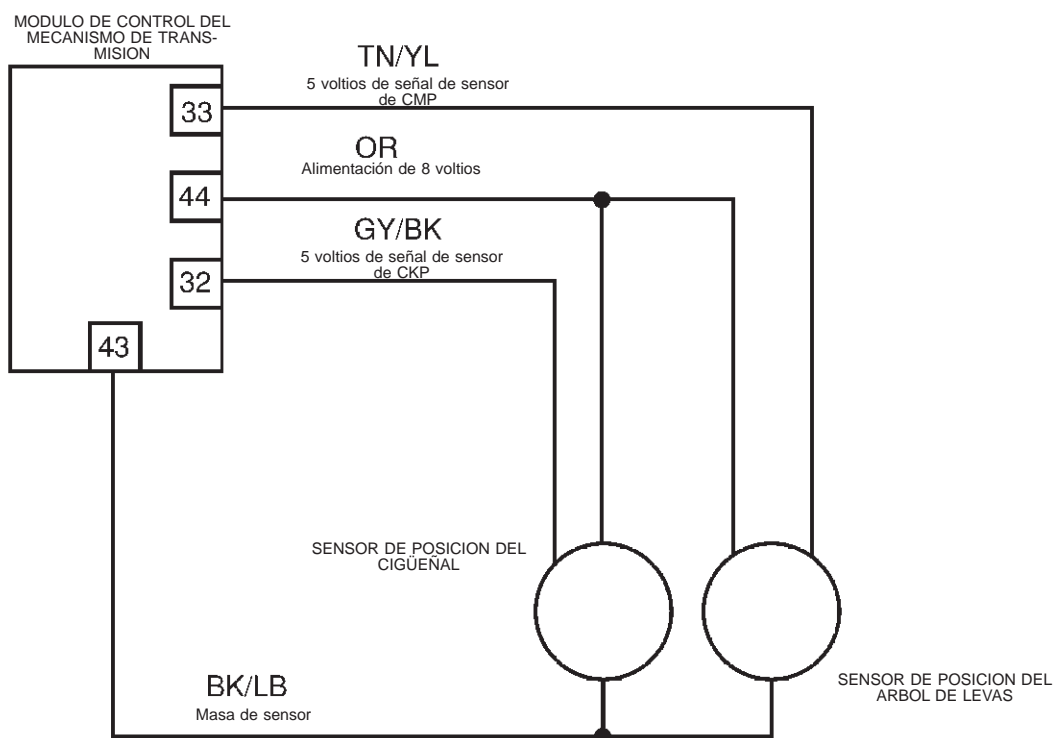 MODULO DE CONTROL DEL
MECANISMO DE TRANS-
MISION
33
TN/YL
5 voltios de señal de sensor
de CMP
44
OR
Alimentación de 8 voltios
32
GY/BK
5 voltios de señal de sensor
de CKP
43
SENSOR DE POSICION DEL
CIGÜEÑAL
SENSOR DE POSICION DEL
ARBOL DE LEVAS
BK/LB
Masa de sensor